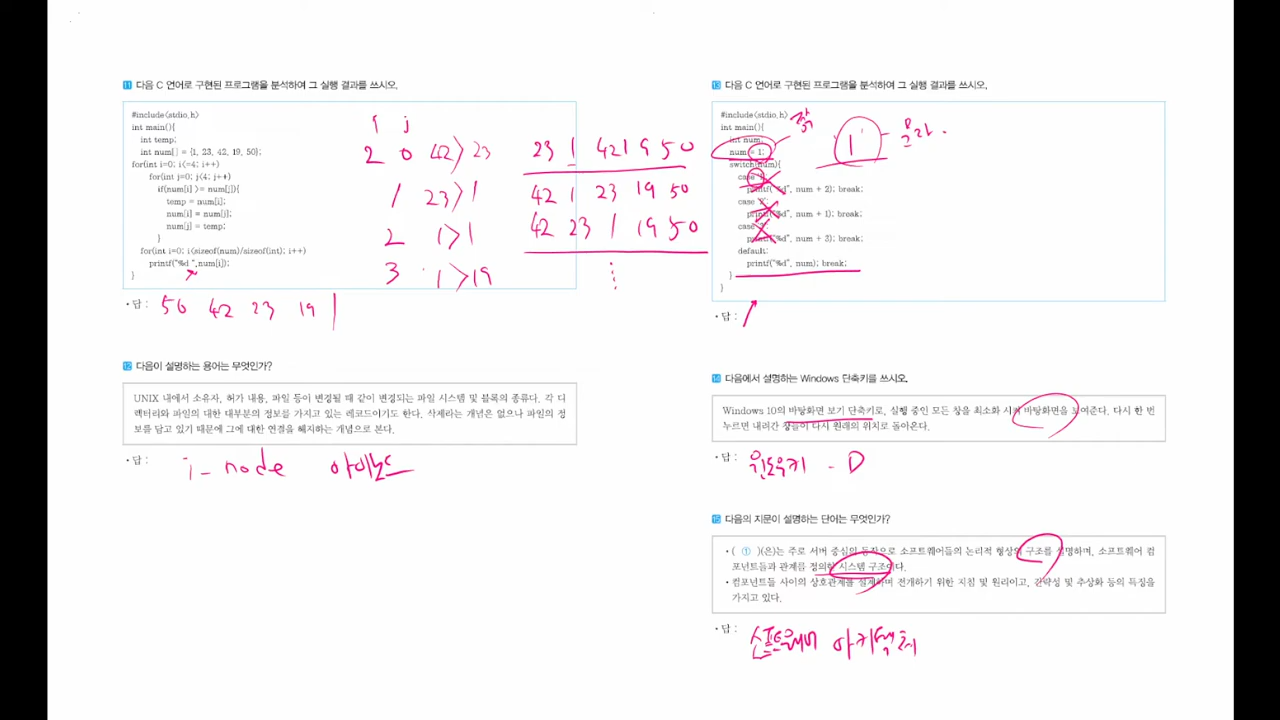 11 다음 C 언어로 구현된 프로그램을 분석하여 그 실행 결과를 쓰시오.
#include<stdio.h>
int main(){
int temp;
int num[ ] = {1, 23, 42, 19, 50};
for(int i=0; i<=4; i++)
for(int j=0; j<4; j++)
if(num[i] >= num[j]){
temp = num[i];
num[i] = num[j];
num[j] = temp;
}
for(int i=0; i<sizeof(num)/sizeof(int); i++)
printf("%d ",num[i]);
}
i j
2 0 42>23
1 23>1
2 1>1
3 1>19
23 1 42 19 50
42 1 23 19 50
42 23 1 19 50
• 답 : 50 42 23 19 1
12 다음이 설명하는 용어는 무엇인가?
UNIX 내에서 소유자, 허가 내용, 파일 등이 변경될 때 같이 변경되는 파일 시스템 및 블록의 종류다. 각 디
렉터리와 파일의 대한 대부분의 정보를 가지고 있는 레코드이기도 한다. 삭제라는 개념은 없으나 파일의 정
보를 담고 있기 때문에 그에 대한 연결을 해지하는 개념으로 본다.
• 답 : i-node 아이노드
13 다음 C 언어로 구현된 프로그램을 분석하여 그 실행 결과를 쓰시오.
#include<stdio.h>
int main(){
int num;
num = 1;
switch(num){
case '1':
printf("%d", num + 2); break;
case '2':
printf("%d", num + 1); break;
case
printf("%d", num + 3); break;
default:
printf("%d", num); break;
}
}
1
• 답 : 1
14 다음에서 설명하는 Windows 단축키를 쓰시오.
Windows 10의 바탕화면 보기 단축키로, 실행 중인 모든 창을 최소화 시켜 바탕화면을 보여준다. 다시 한 번
누르면 내려간 창들이 다시 원래의 위치로 돌아온다.
• 답 : 윈도우키 - D
15 다음의 지문이 설명하는 단어는 무엇인가?
• ( ① )(은)는 주로 서버 중심의 동작으로 소프트웨어들의 논리적 형상의 구조를 설명하며, 소프트웨어 컴
포넌트들과 관계를 정의한 시스템 구조이다.
• 컴포넌트들 사이의 상호관계를 설계하며 전개하기 위한 지침 및 원리이고, 간략성 및 추상화 등의 특징을
가지고 있다.
• 답 : 소프트웨어 아키텍처